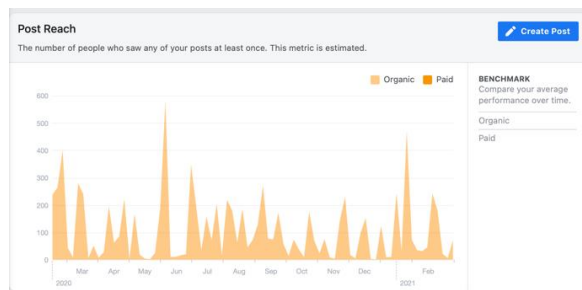 Post Reach
Create Post
The number of people who saw any of your posts at least once. This metric is estimated.
Organic Paid
BENCHMARK
Compare your average
performance over time.
Organic
Paid
600
500
400
300
200
100
0
Mar Apr May Jun Jul Aug Sep Oct Nov Dec Feb
2020 2021